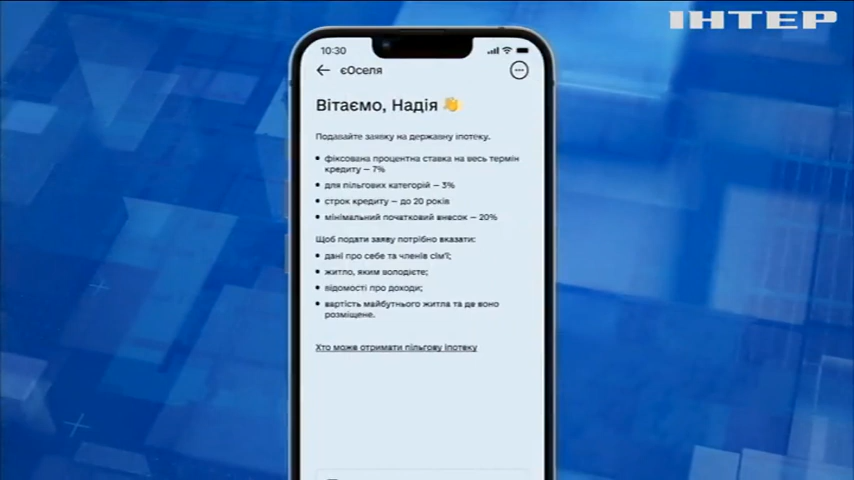 ІНТЕР
10:30
єОселя
Вітаємо, Надія 👋
Подавайте заявку на державну іпотеку.
• фіксована процентна ставка на весь термін
кредиту – 7%
• для пільгових категорій – 3%
• строк кредиту – до 20 років
• мінімальний початковий внесок – 20%
Щоб подати заяву потрібно вказати:
• дані про себе та членів сім'ї;
• житло, яким володієте;
• відомості про доходи;
• вартість майбутнього житла та де воно
розміщене.
Хто може отримати пільгову іпотеку